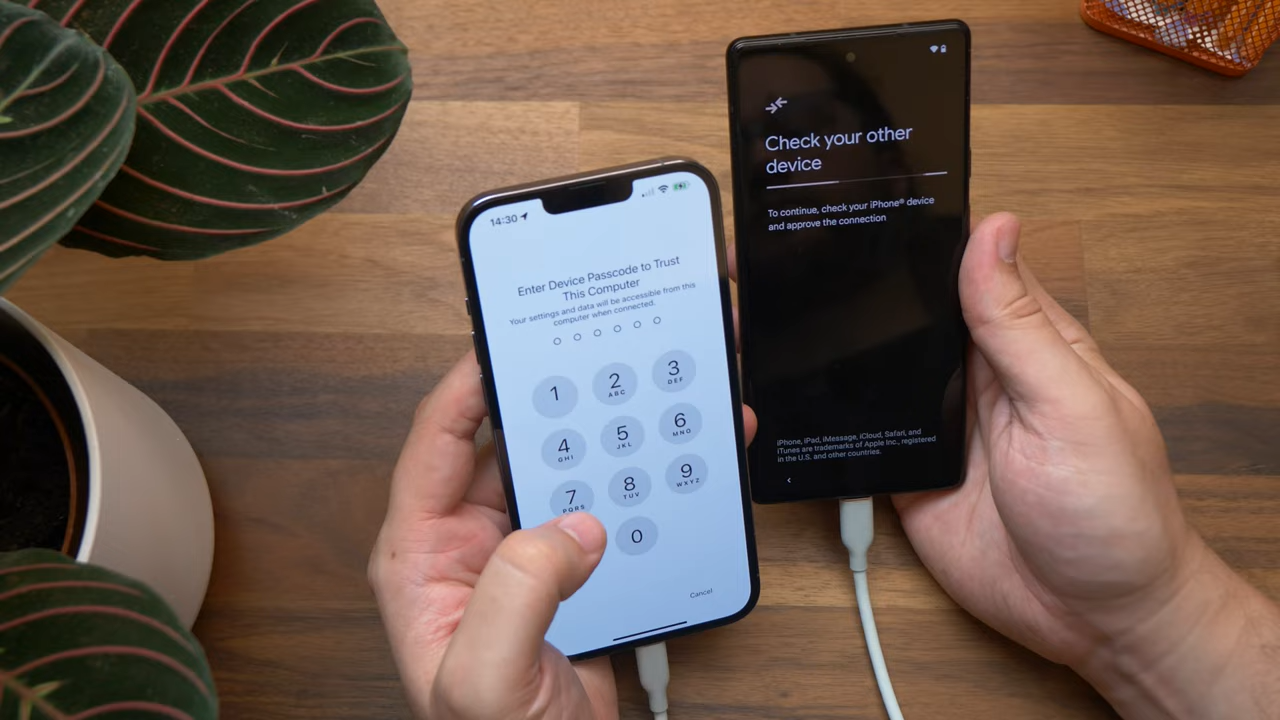 14:30
Enter Device Passcode to Trust
This Computer
Your settings and data will be accessible from this
computer when connected.
1
2
ABC
3
DEF
4
GHI
5
JKL
6
MNO
7
PQRS
8
TUV
9
WXYZ
0
Cancel
Check your other
device
To continue, check your iPhone® device
and approve the connection
iPhone, iPad, iMessage, iCloud, Safari, and
iTunes are trademarks of Apple Inc., registered
in the U.S. and other countries.